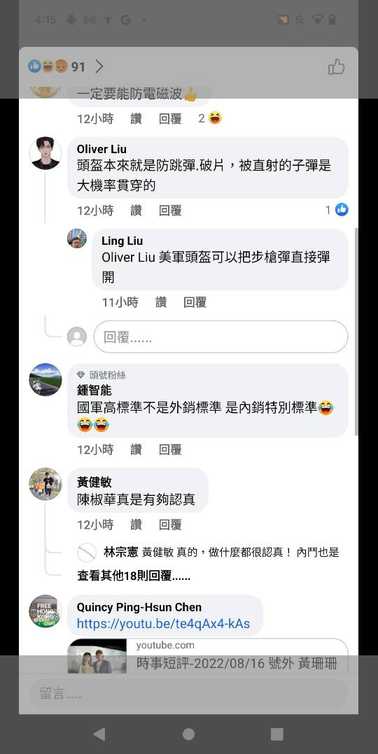 4:15
91
一定要能防電磁波👍
12小時 讚 回覆 2
Oliver Liu
頭盔本來就是防跳彈.破片，被直射的子彈是
大機率貫穿的
12小時 讚 回覆 1
Ling Liu
Oliver Liu 美軍頭盔可以把步槍彈直接彈
開
11小時 讚 回覆
回覆......
頭號粉絲
鍾智能
國軍高標準不是外銷標準 是內銷特別標準😂
😂😂
12小時 讚 回覆
黃健敏
陳椒華真是有夠認真
12小時 讚 回覆
林宗憲 黃健敏 真的，做什麼都很認真！ 內鬥也是
查看其他18則回覆......
Quincy Ping-Hsun Chen
https://youtu.be/te4qAx4-kAs
youtube.com
時事短評-2022/08/16 號外 黃珊珊
留言......